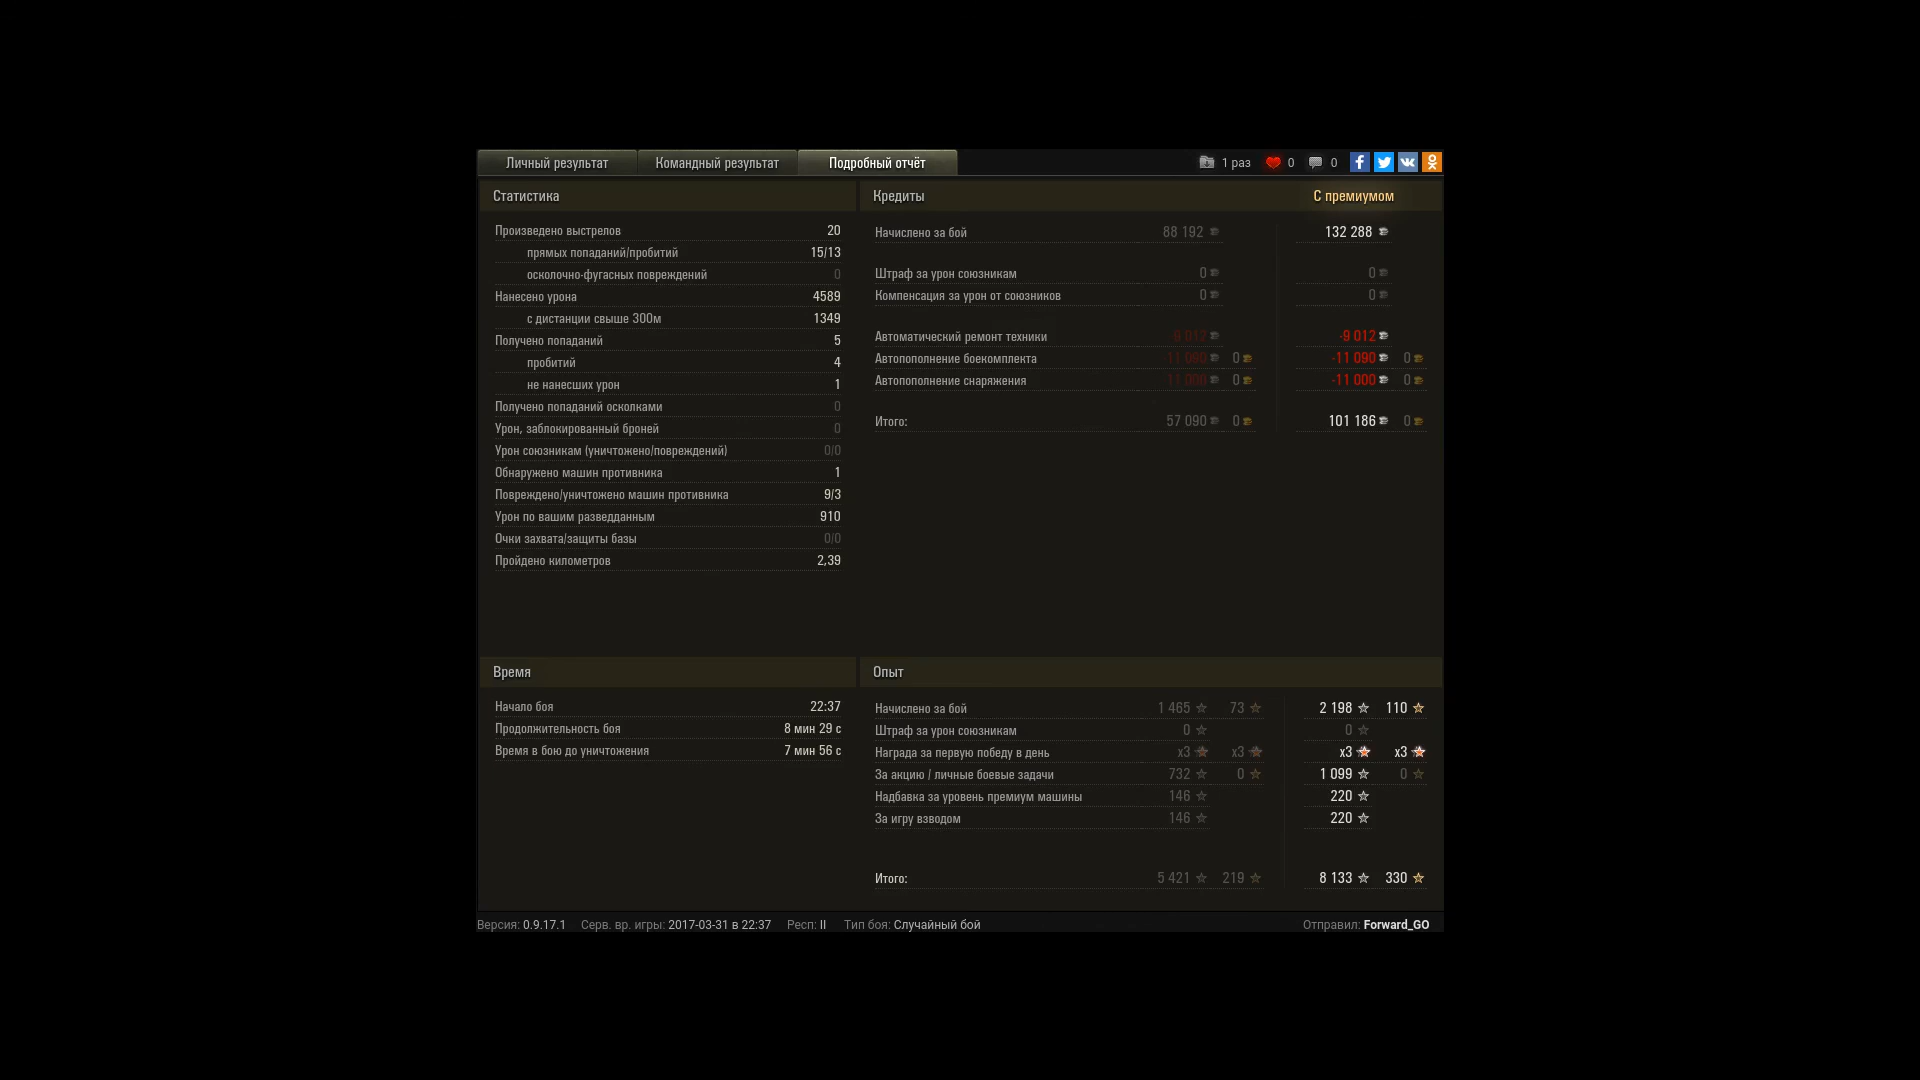 Личный результат Командный результат Подробный отчёт 1 раз 0 0
Статистика
Произведено выстрелов 20
прямых попаданий/пробитий 15/13
осколочно-фугасных повреждений 0
Нанесено урона 4589
с дистанции свыше 300м 1349
Получено попаданий 5
пробитий 4
не нанесших урон 1
Получено попаданий осколками 0
Урон, заблокированный броней 0
Урон союзникам (уничтожено/повреждений) 0/0
Обнаружено машин противника 1
Повреждено/уничтожено машин противника 9/3
Урон по вашим разведданным 910
Очки захвата/защиты базы 0/0
Пройдено километров 2,39
Кредиты С премиумом
Начислено за бой 88 192 132 288
Штраф за урон союзникам 0 0
Компенсация за урон от союзников 0 0
Автоматический ремонт техники -9 012 -9 012
Автопополнение боекомплекта -11 090 0 -11 090 0
Автопополнение снаряжения -11 000 0 -11 000 0
Итого: 57 090 0 101 186 0
Время
Начало боя 22:37
Продолжительность боя 8 мин 29 с
Время в бою до уничтожения 7 мин 56 с
Опыт
Начислено за бой 1 465 73 2 198 110
Штраф за урон союзникам 0 0
Награда за первую победу в день x3 x3 x3 x3
За акцию / личные боевые задачи 732 0 1 099 0
Надбавка за уровень премиум машины 146 220
За игру взводом 146 220
Итого: 5 421 219 8 133 330
Версия: 0.9.17.1 Серв. вр. игры: 2017-03-31 в 22:37 Респ: II Тип боя: Случайный бой Отправил: Forward_GO